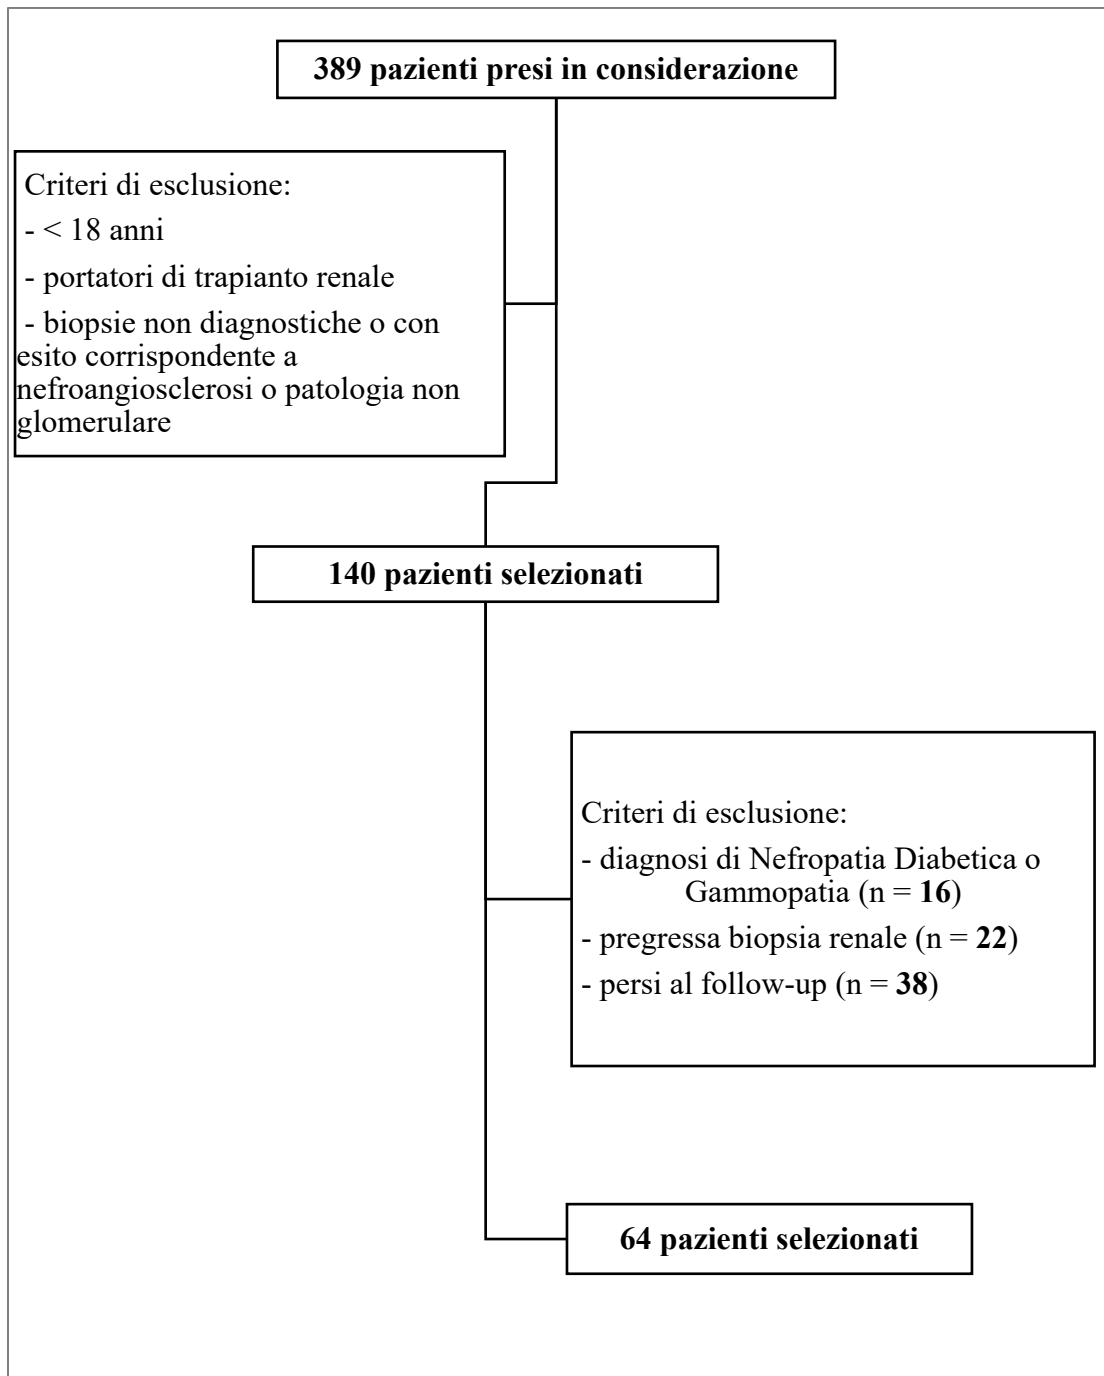 389 pazienti presi in considerazione
Criteri di esclusione:
- < 18 anni
- portatori di trapianto renale
- biopsie non diagnostiche o con
esito corrispondente a
nefroangiosclerosi o patologia non
glomerulare
140 pazienti selezionati
Criteri di esclusione:
- diagnosi di Nefropatia Diabetica o
Gammopatia (n = 16)
- pregressa biopsia renale (n = 22)
- persi al follow-up (n = 38)
64 pazienti selezionati